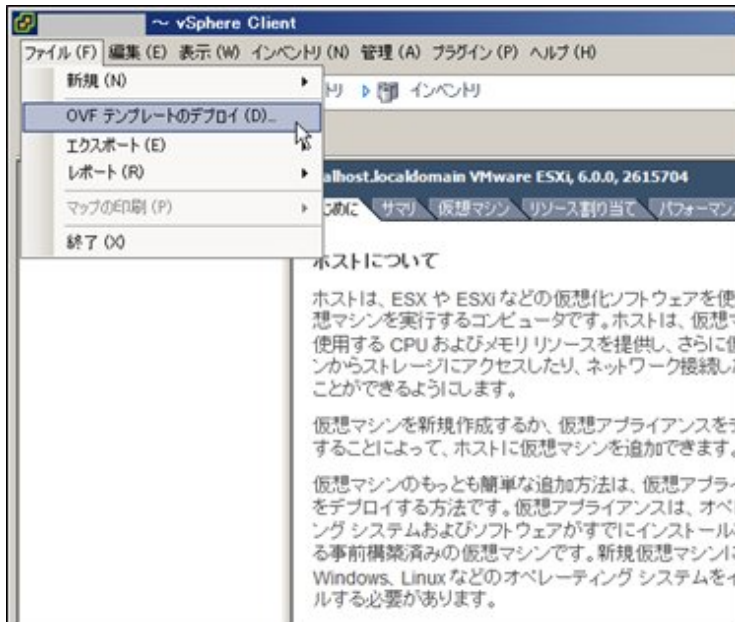 ～ vSphere Client
ファイル (F) 編集 (E) 表示 (W) インベントリ (N) 管理 (A) プラグイン (P) ヘルプ (H)
新規 (N)
トリ インベントリ
OVF テンプレートのデプロイ (D)...
エクスポート (E)
レポート (R)
alhost.localdomain VMware ESXi, 6.0.0, 2615704
マップの印刷 (P)
じめに サマリ 仮想マシン リソース割り当て パフォーマン
終了 (X)
ホストについて
ホストは、ESX や ESXi などの仮想化ソフトウェアを使
想マシンを実行するコンピュータです。ホストは、仮想マ
使用する CPU およびメモリ リソースを提供し、さらに仮
ンからストレージにアクセスしたり、ネットワーク接続し
ことができるようにします。
仮想マシンを新規作成するか、仮想アプライアンスをデ
することによって、ホストに仮想マシンを追加できます。
仮想マシンのもっとも簡単な追加方法は、仮想アプライ
をデプロイする方法です。仮想アプライアンスは、オペ
ング システムおよびソフトウェアがすでにインストール
る事前構築済みの仮想マシンです。新規仮想マシンに
Windows、Linux などのオペレーティング システムをイ
ルする必要があります。